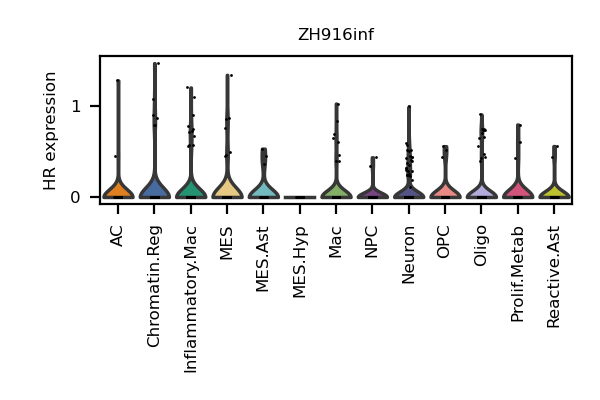 ZH916inf
HR expression
1
0
AC
Chromatin.Reg
Inflammatory.Mac
MES
MES.Ast
MES.Hyp
Mac
NPC
Neuron
OPC
Oligo
Prolif.Metab
Reactive.Ast